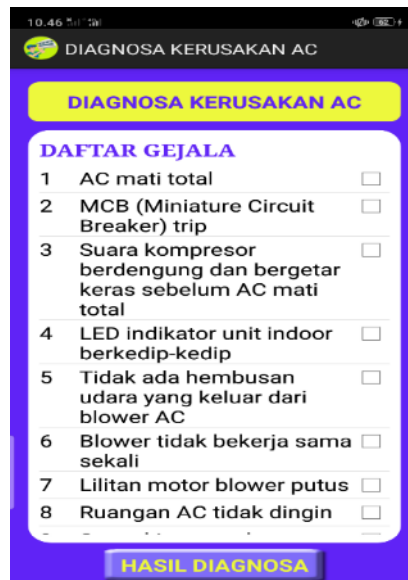 10.46
62
DIAGNOSA KERUSAKAN AC
DIAGNOSA KERUSAKAN AC
DAFTAR GEJALA
1 AC mati total
2 MCB (Miniature Circuit
Breaker) trip
3 Suara kompresor
berdengung dan bergetar
keras sebelum AC mati
total
4 LED indikator unit indoor
berkedip-kedip
5 Tidak ada hembusan
udara yang keluar dari
blower AC
6 Blower tidak bekerja sama
sekali
7 Lilitan motor blower putus
8 Ruangan AC tidak dingin
HASIL DIAGNOSA